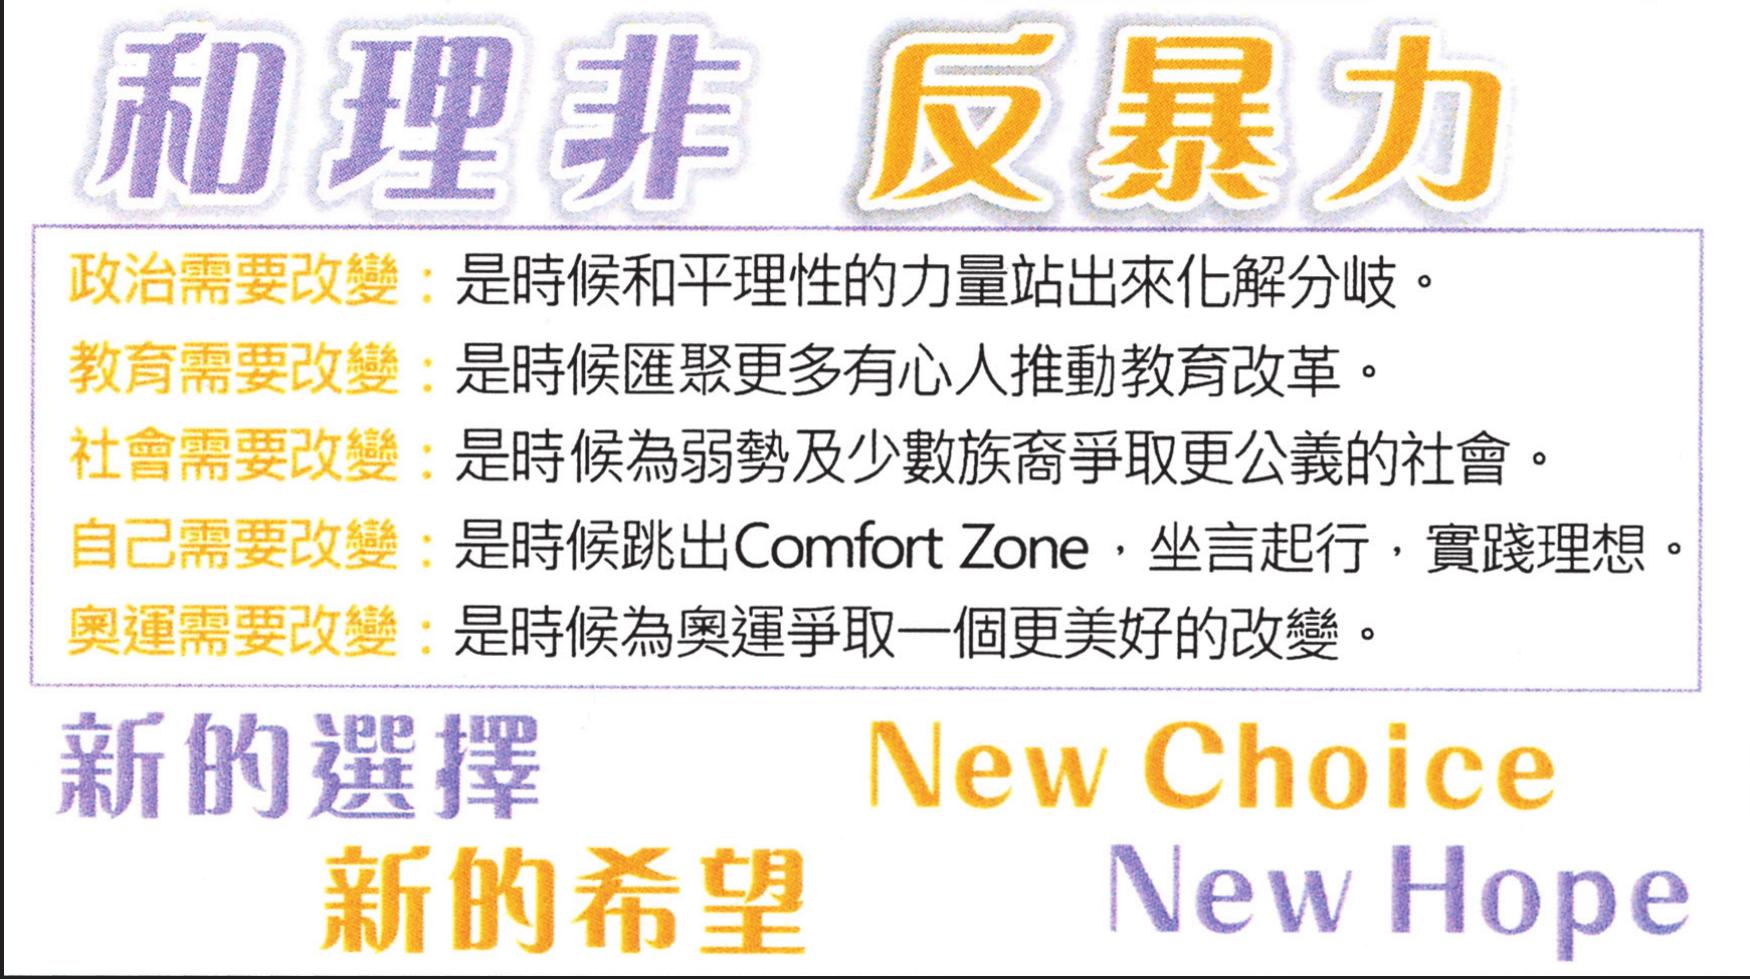 和理非 反暴力
政治需要改變：是時候和平理性的力量站出來化解分岐。
教育需要改變：是時候匯聚更多有心人推動教育改革。
社會需要改變：是時候為弱勢及少數族裔爭取更公義的社會。
自己需要改變：是時候跳出Comfort Zone，坐言起行，實踐理想。
奧運需要改變：是時候為奧運爭取一個更美好的改變。
新的選擇 New Choice
新的希望 New Hope